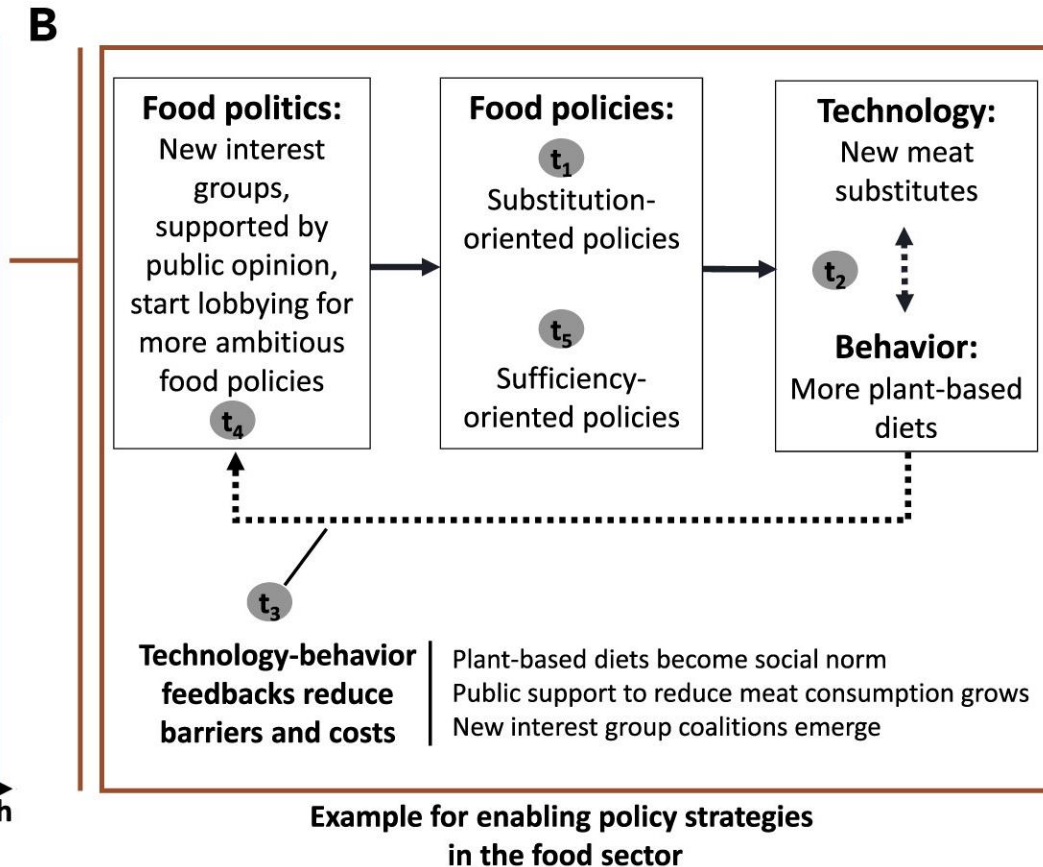 B
Food politics:
New interest
groups,
supported by
public opinion,
start lobbying for
more ambitious
food policies
t₄
Food policies:
t₁
Substitution-
oriented policies
t₅
Sufficiency-
oriented policies
Technology:
New meat
substitutes
t₂
Behavior:
More plant-based
diets
t₃
Technology-behavior
feedbacks reduce
barriers and costs
Plant-based diets become social norm
Public support to reduce meat consumption grows
New interest group coalitions emerge
h
Example for enabling policy strategies
in the food sector